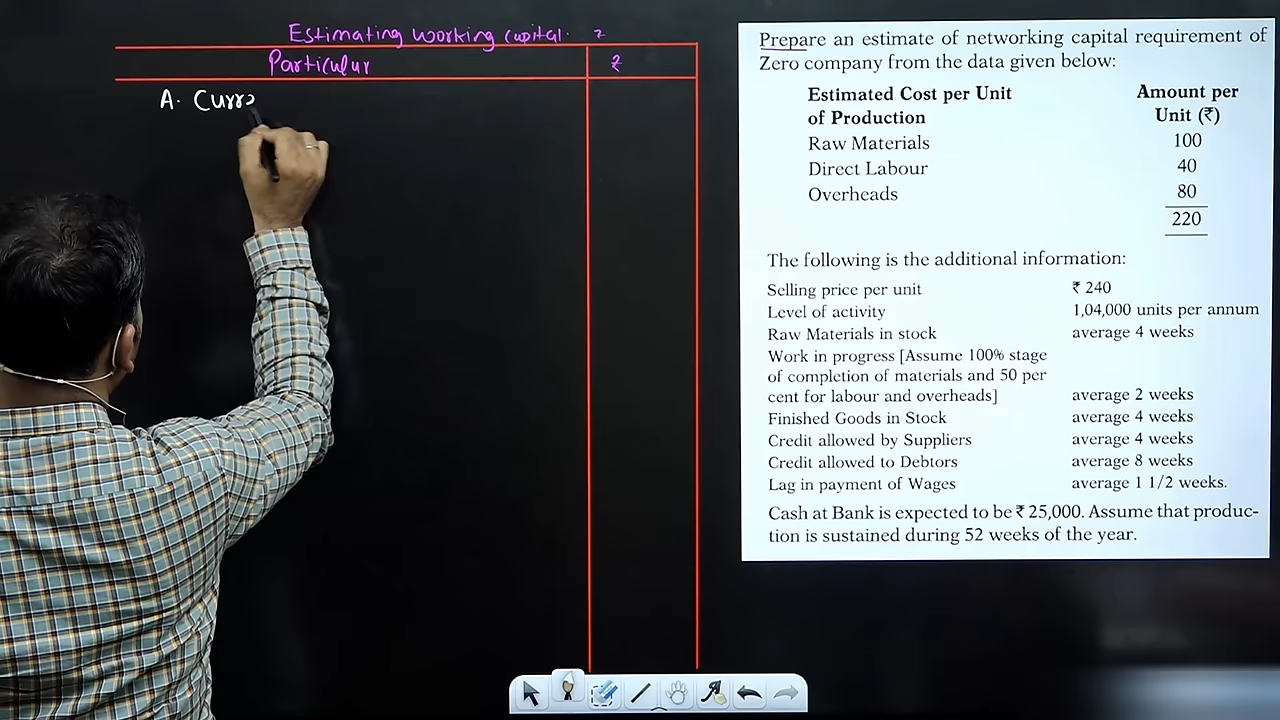 Estimating working capital.
Particular ₹
A. Curre
Prepare an estimate of networking capital requirement of
Zero company from the data given below:
Estimated Cost per Unit Amount per
of Production Unit (₹)
Raw Materials 100
Direct Labour 40
Overheads 80
220
The following is the additional information:
Selling price per unit ₹ 240
Level of activity 1,04,000 units per annum
Raw Materials in stock average 4 weeks
Work in progress [Assume 100% stage
of completion of materials and 50 per
cent for labour and overheads] average 2 weeks
Finished Goods in Stock average 4 weeks
Credit allowed by Suppliers average 4 weeks
Credit allowed to Debtors average 8 weeks
Lag in payment of Wages average 1 1/2 weeks.
Cash at Bank is expected to be ₹ 25,000. Assume that produc-
tion is sustained during 52 weeks of the year.